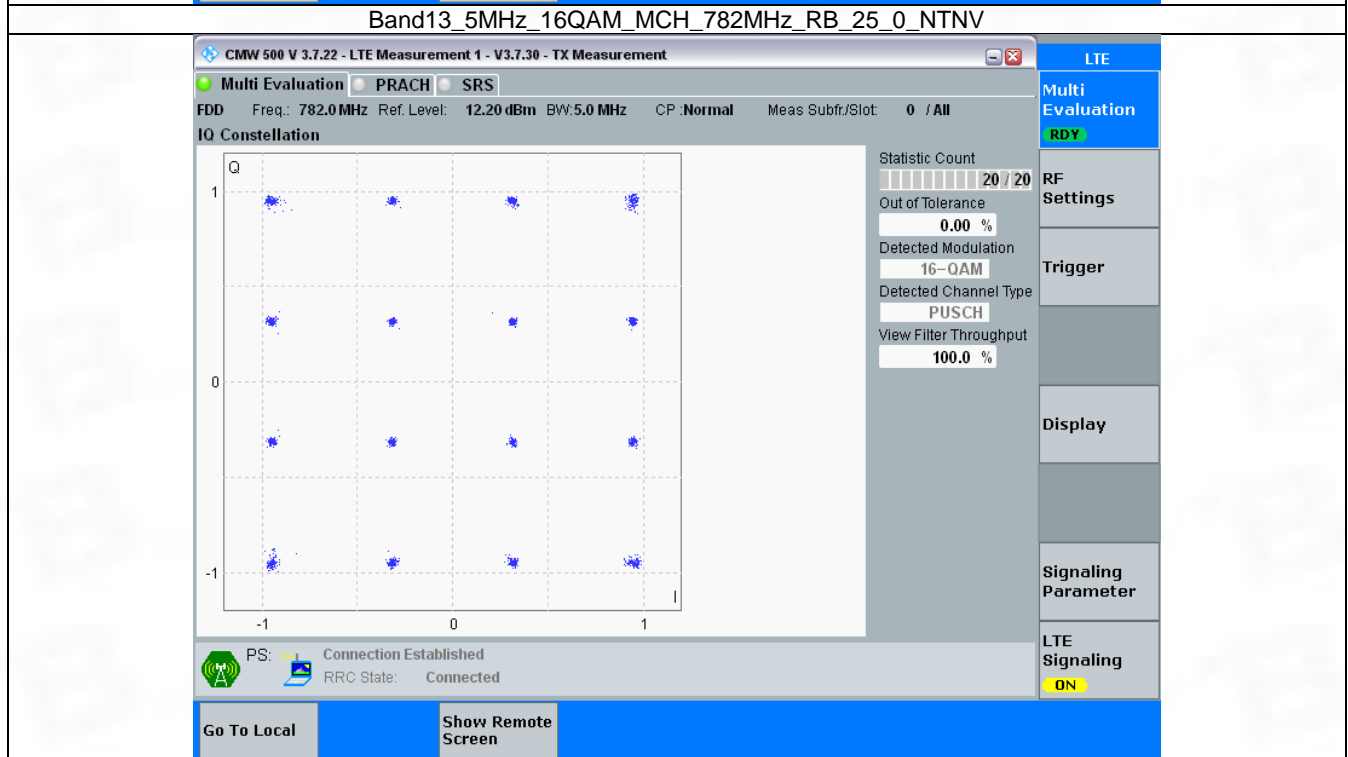 Band13_5MHz_16QAM_MCH_782MHz_RB_25_0_NTNV
CMW 500 V 3.7.22 - LTE Measurement 1 - V3.7.30 - TX Measurement
LTE
Multi Evaluation PRACH SRS
FDD Freq.: 782.0 MHz Ref. Level: 12.20 dBm BW:5.0 MHz CP :Normal Meas Subfr./Slot: 0 / All
IQ Constellation
Q
1
0
-1
-1 0 1
I
Statistic Count
20 / 20
Out of Tolerance
0.00 %
Detected Modulation
16-QAM
Detected Channel Type
PUSCH
View Filter Throughput
100.0 %
Multi
Evaluation
RDY
RF
Settings
Trigger
Display
Signaling
Parameter
LTE
Signaling
ON
PS: Connection Established
RRC State: Connected
Go To Local
Show Remote
Screen